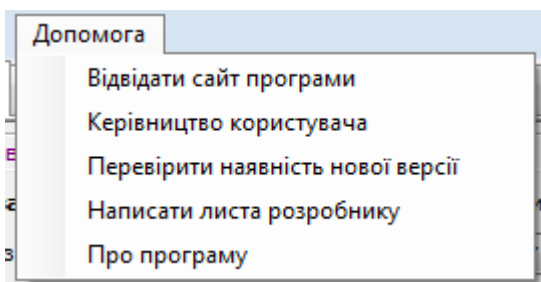 Допомога
Відвідати сайт програми
Керівництво користувача
Перевірити наявність нової версії
Написати листа розробнику
Про програму